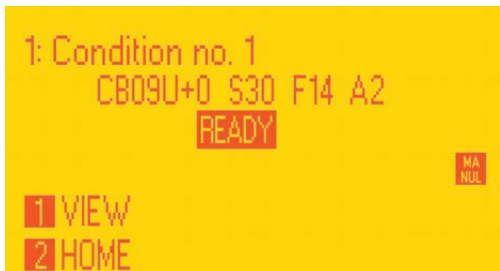 1: Condition no. 1
CB09U+0 S30 F14 A2
READY
MA
NUL
1 VIEW
2 HOME